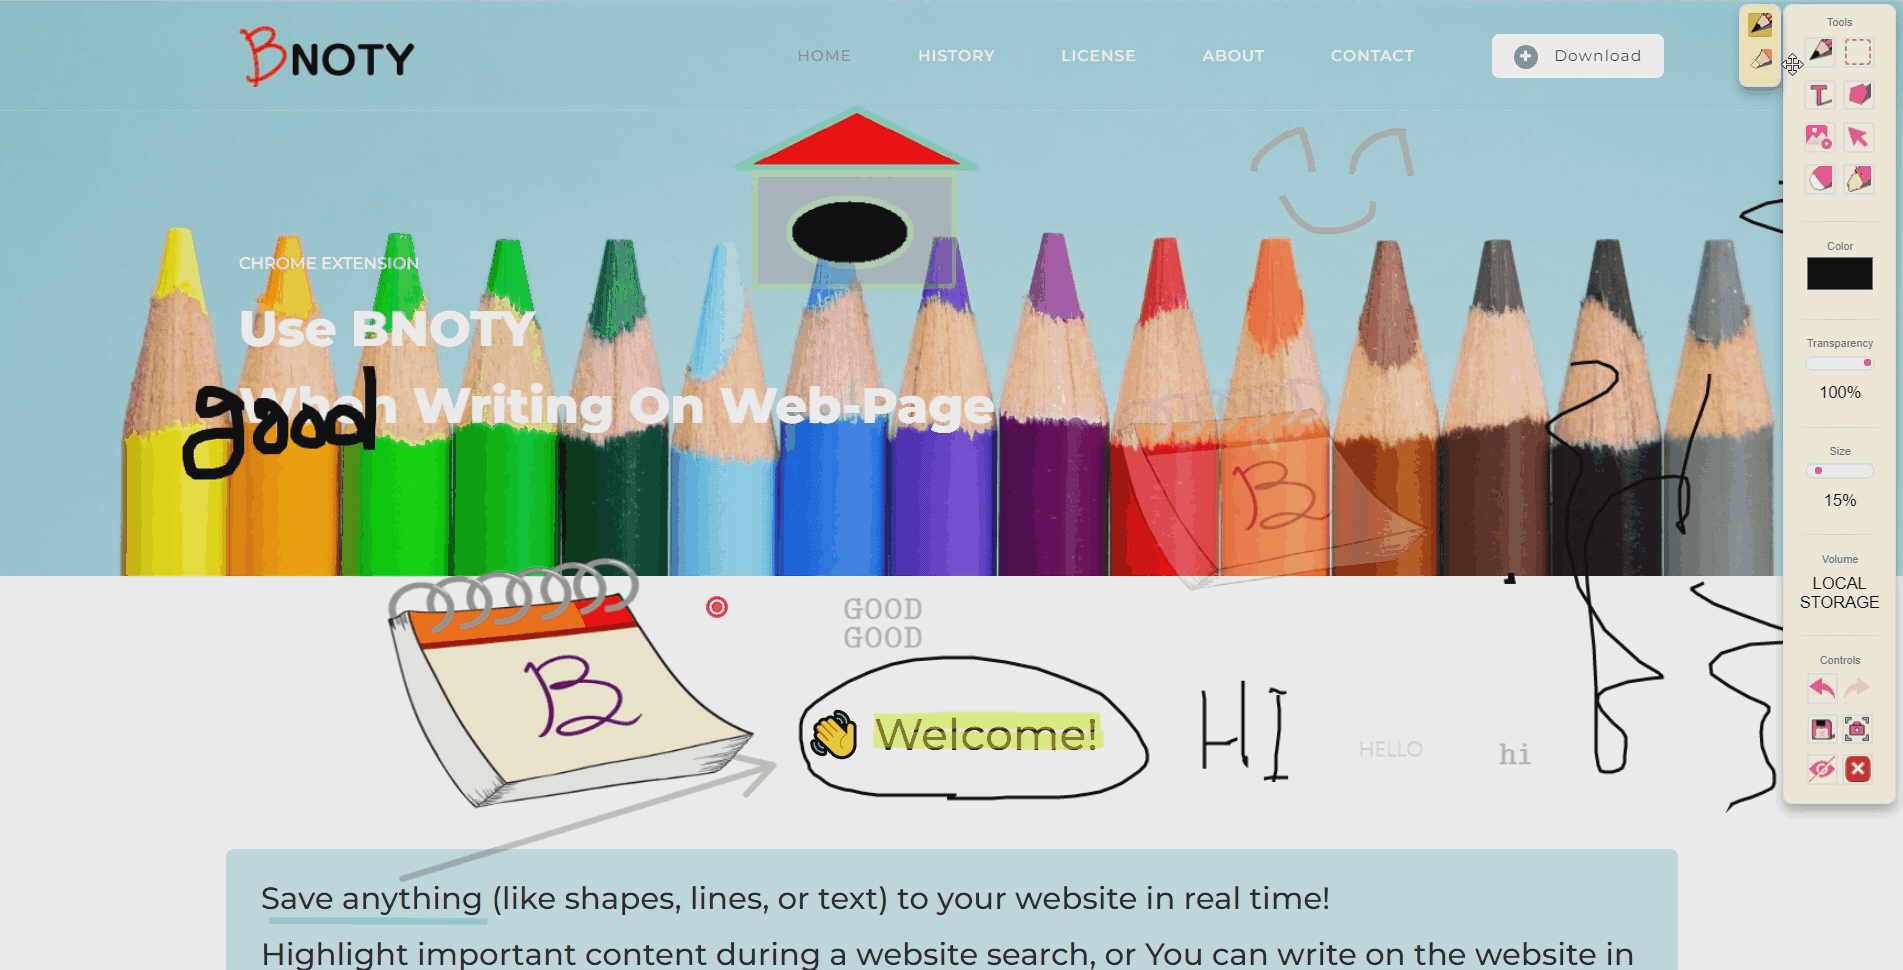 BNOTY
HOME
HISTORY
LICENSE
ABOUT
CONTACT
Download
Tools
T
Color
Transparency
100%
Size
15%
Volume
LOCAL
STORAGE
Controls
CHROME EXTENSION
Use BNOTY
When Writing On Web-Page
good
B
B
GOOD
GOOD
Welcome!
HI
HELLO
hi
Save anything (like shapes, lines, or text) to your website in real time!
Highlight important content during a website search, or You can write on the website in